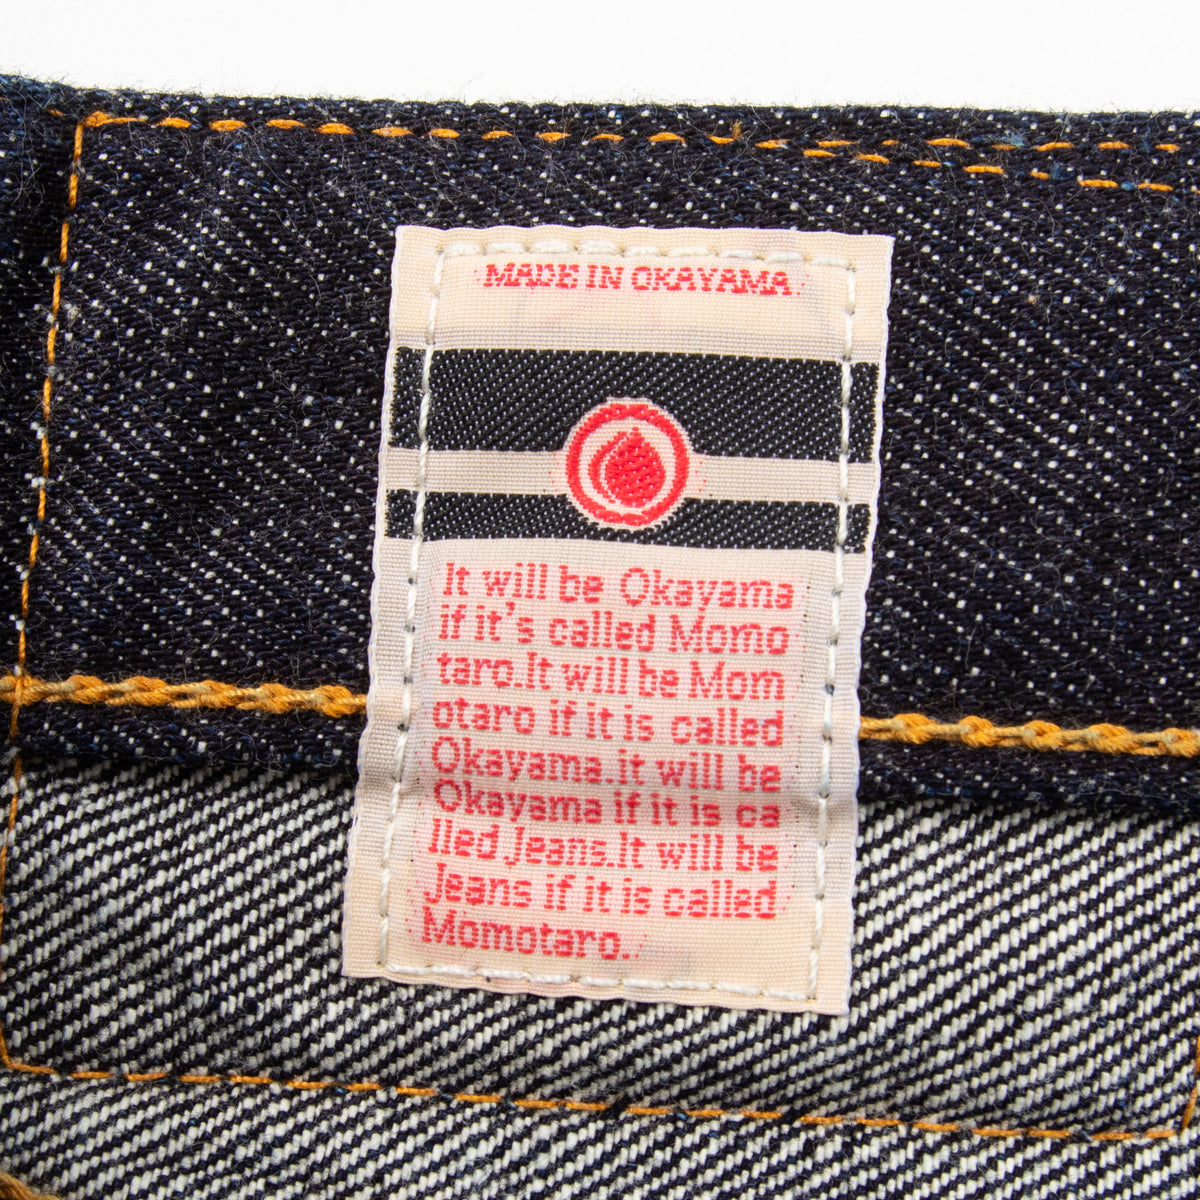 MADE IN OKAYAMA
It will be Okayama
if it's called Momo
taro.It will be Mom
otaro if it is called
Okayama.it will be
Okayama if it is ca
lled Jeans.It will be
Jeans if it is called
Momotaro.